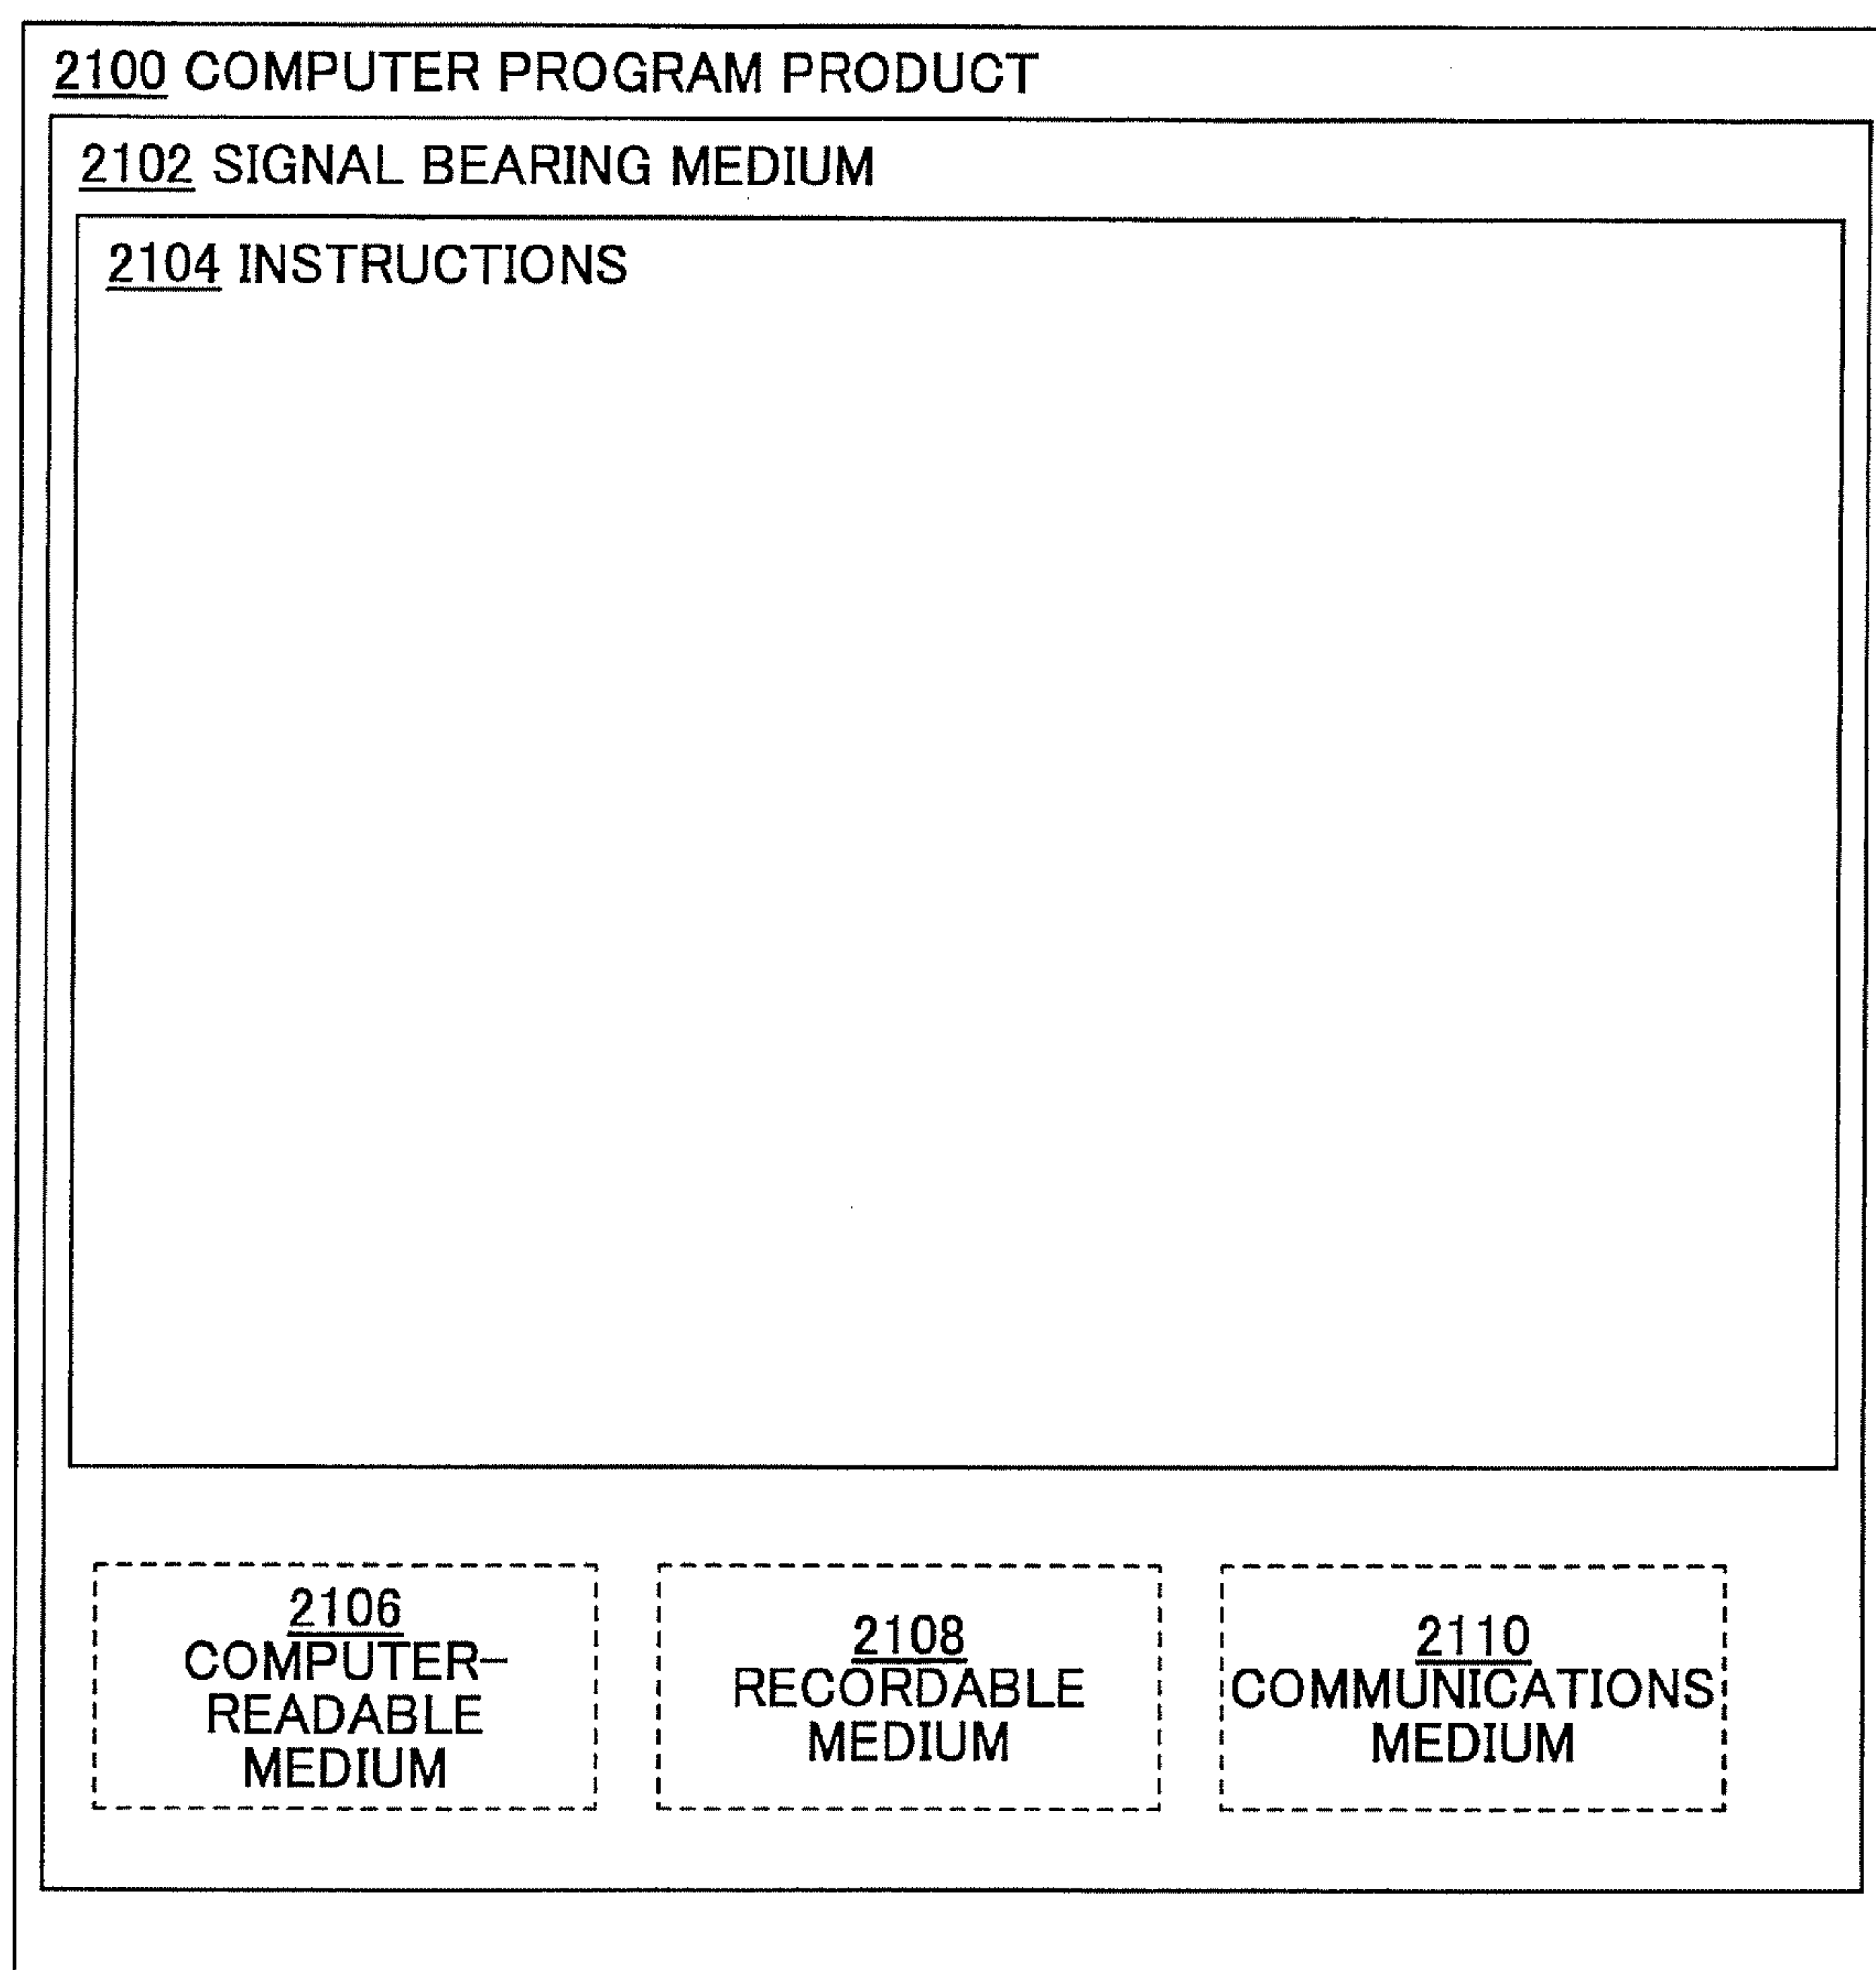 2100 COMPUTER PROGRAM PRODUCT
2102 SIGNAL BEARING MEDIUM
2104 INSTRUCTIONS
2106
COMPUTER-
READABLE
MEDIUM
2108
RECORDABLE
MEDIUM
2110
COMMUNICATIONS
MEDIUM